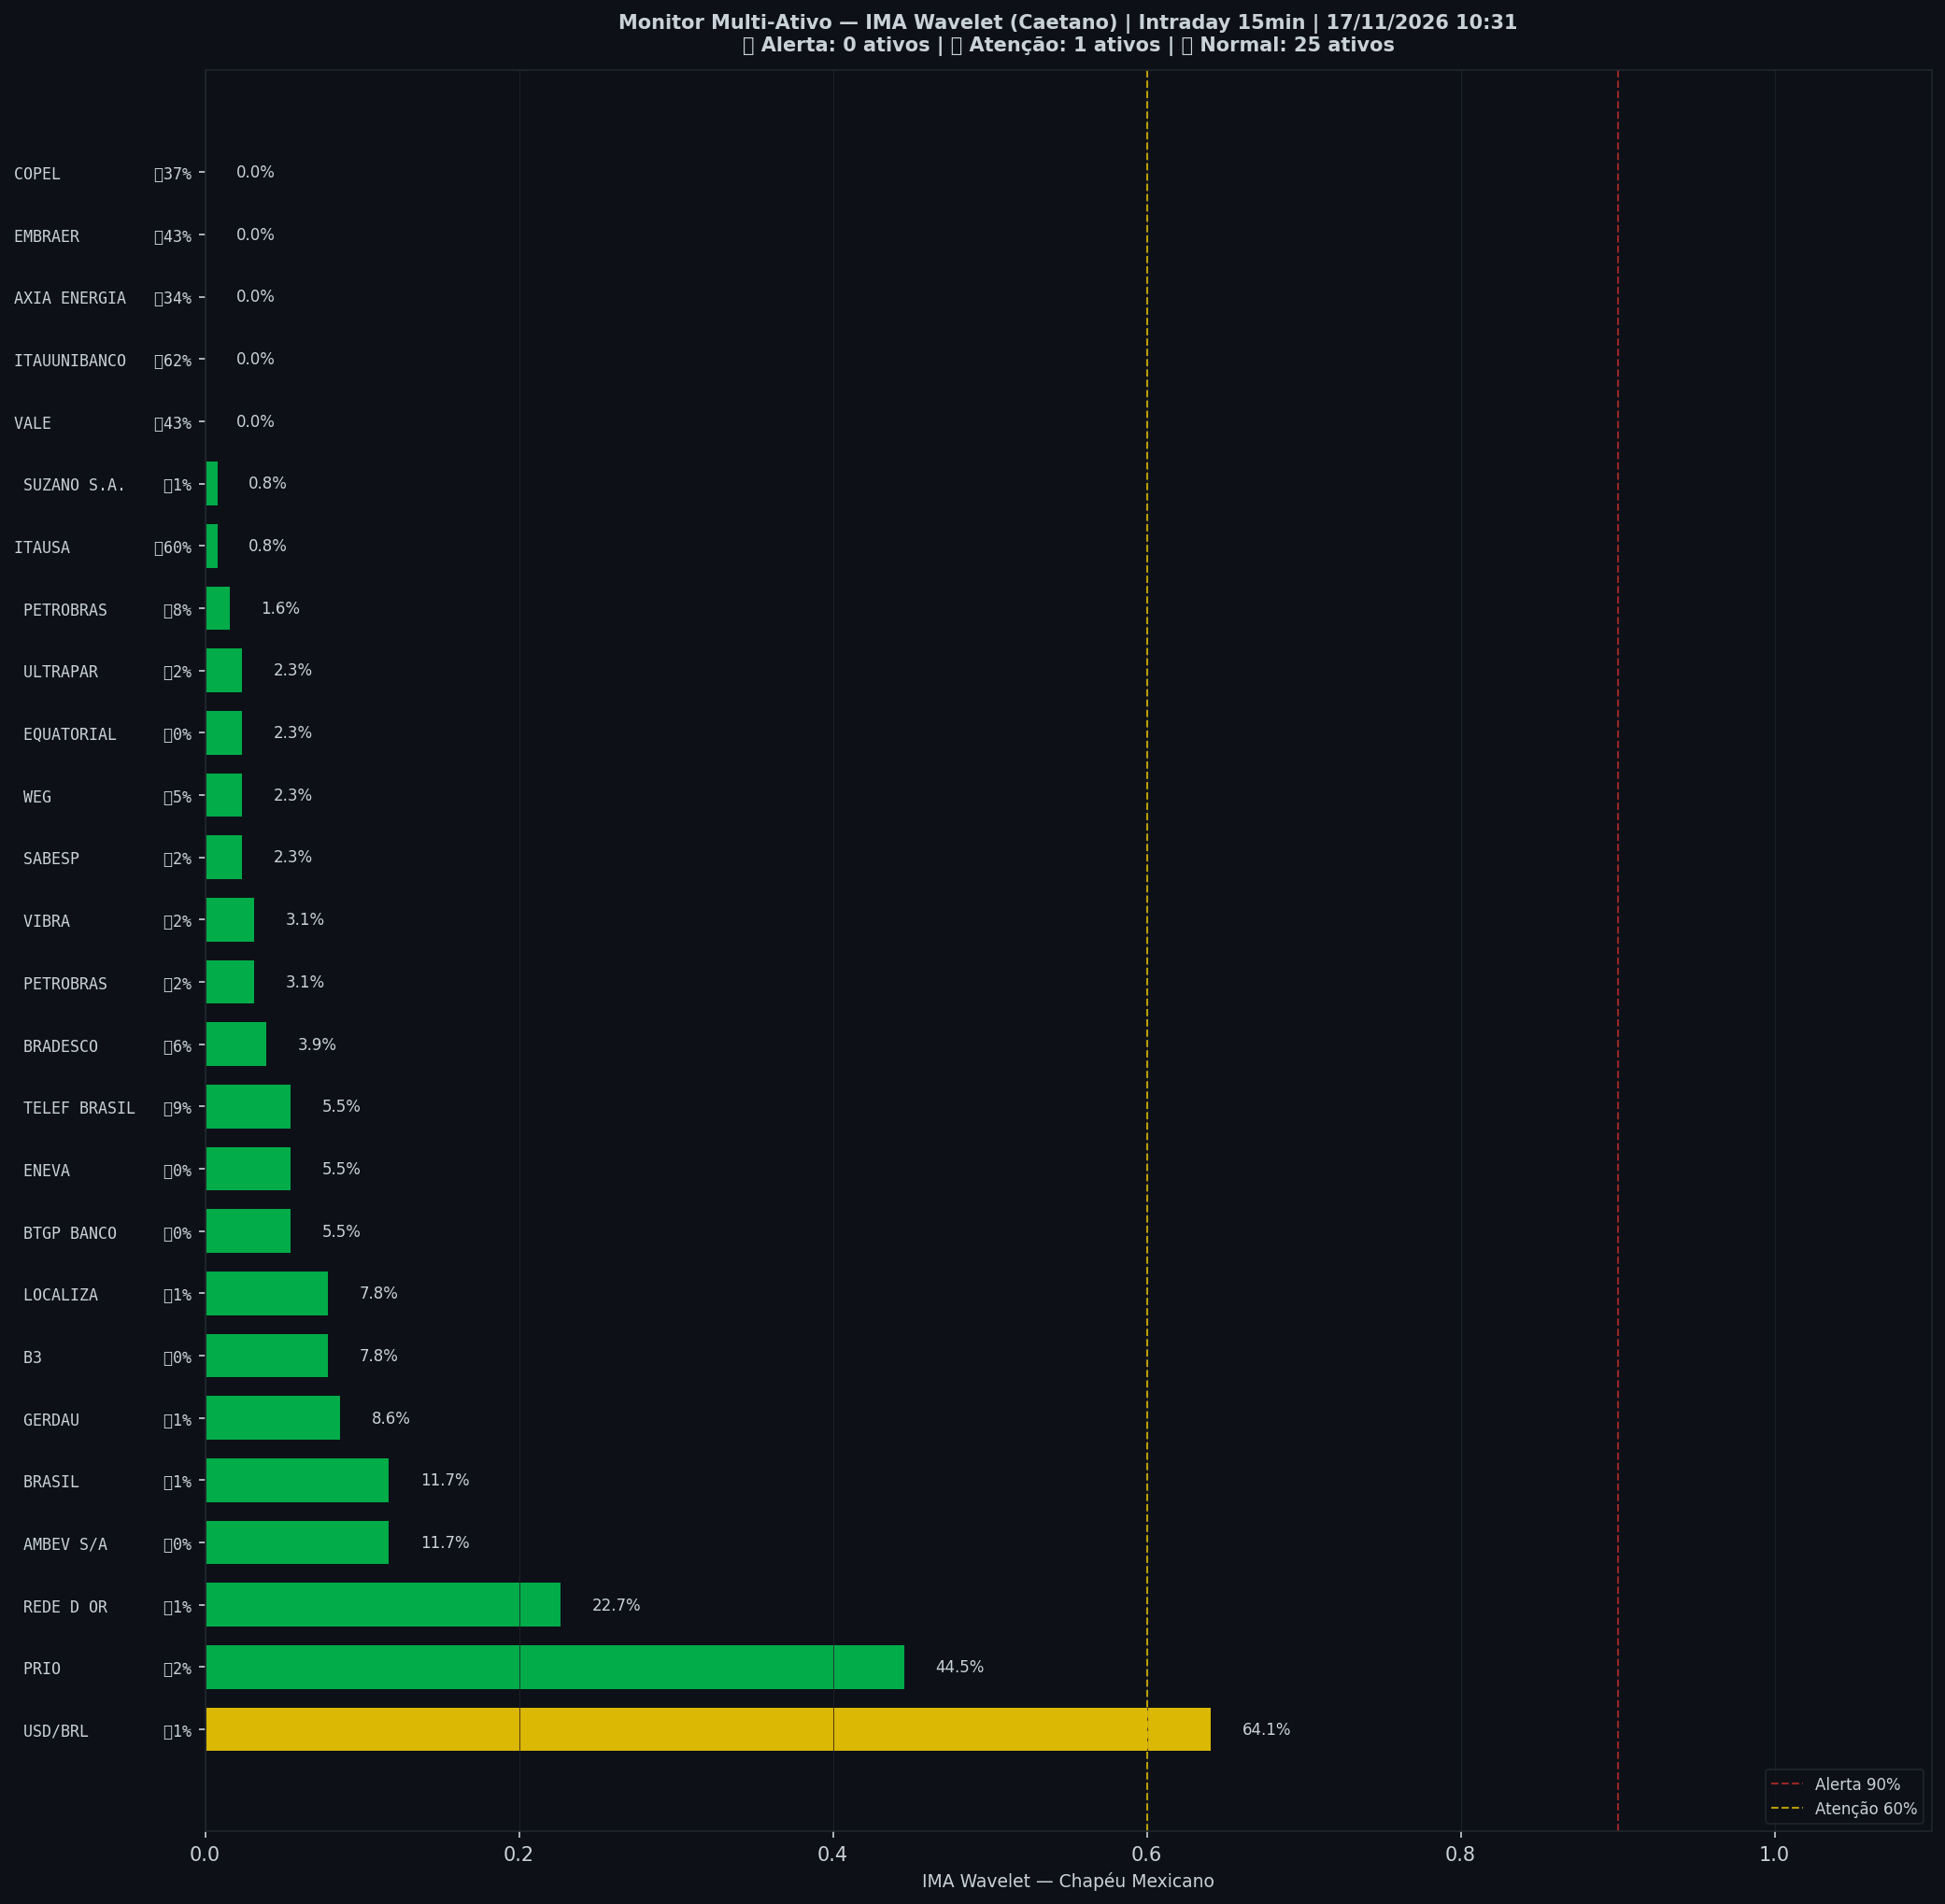 Monitor Multi-Ativo — IMA Wavelet (Caetano) | Intraday 15min | 17/11/2026 10:31
▯ Alerta: 0 ativos | ▯ Atenção: 1 ativos | ▯ Normal: 25 ativos
COPEL ▯37% 0.0%
EMBRAER ▯43% 0.0%
AXIA ENERGIA ▯34% 0.0%
ITAUUNIBANCO ▯62% 0.0%
VALE ▯43% 0.0%
SUZANO S.A. ▯1% 0.8%
ITAUSA ▯60% 0.8%
PETROBRAS ▯8% 1.6%
ULTRAPAR ▯2% 2.3%
EQUATORIAL ▯0% 2.3%
WEG ▯5% 2.3%
SABESP ▯2% 2.3%
VIBRA ▯2% 3.1%
PETROBRAS ▯2% 3.1%
BRADESCO ▯6% 3.9%
TELEF BRASIL ▯9% 5.5%
ENEVA ▯0% 5.5%
BTGP BANCO ▯0% 5.5%
LOCALIZA ▯1% 7.8%
B3 ▯0% 7.8%
GERDAU ▯1% 8.6%
BRASIL ▯1% 11.7%
AMBEV S/A ▯0% 11.7%
REDE D OR ▯1% 22.7%
PRIO ▯2% 44.5%
USD/BRL ▯1% 64.1%
Alerta 90%
Atenção 60%
0.0 0.2 0.4 0.6 0.8 1.0
IMA Wavelet — Chapéu Mexicano